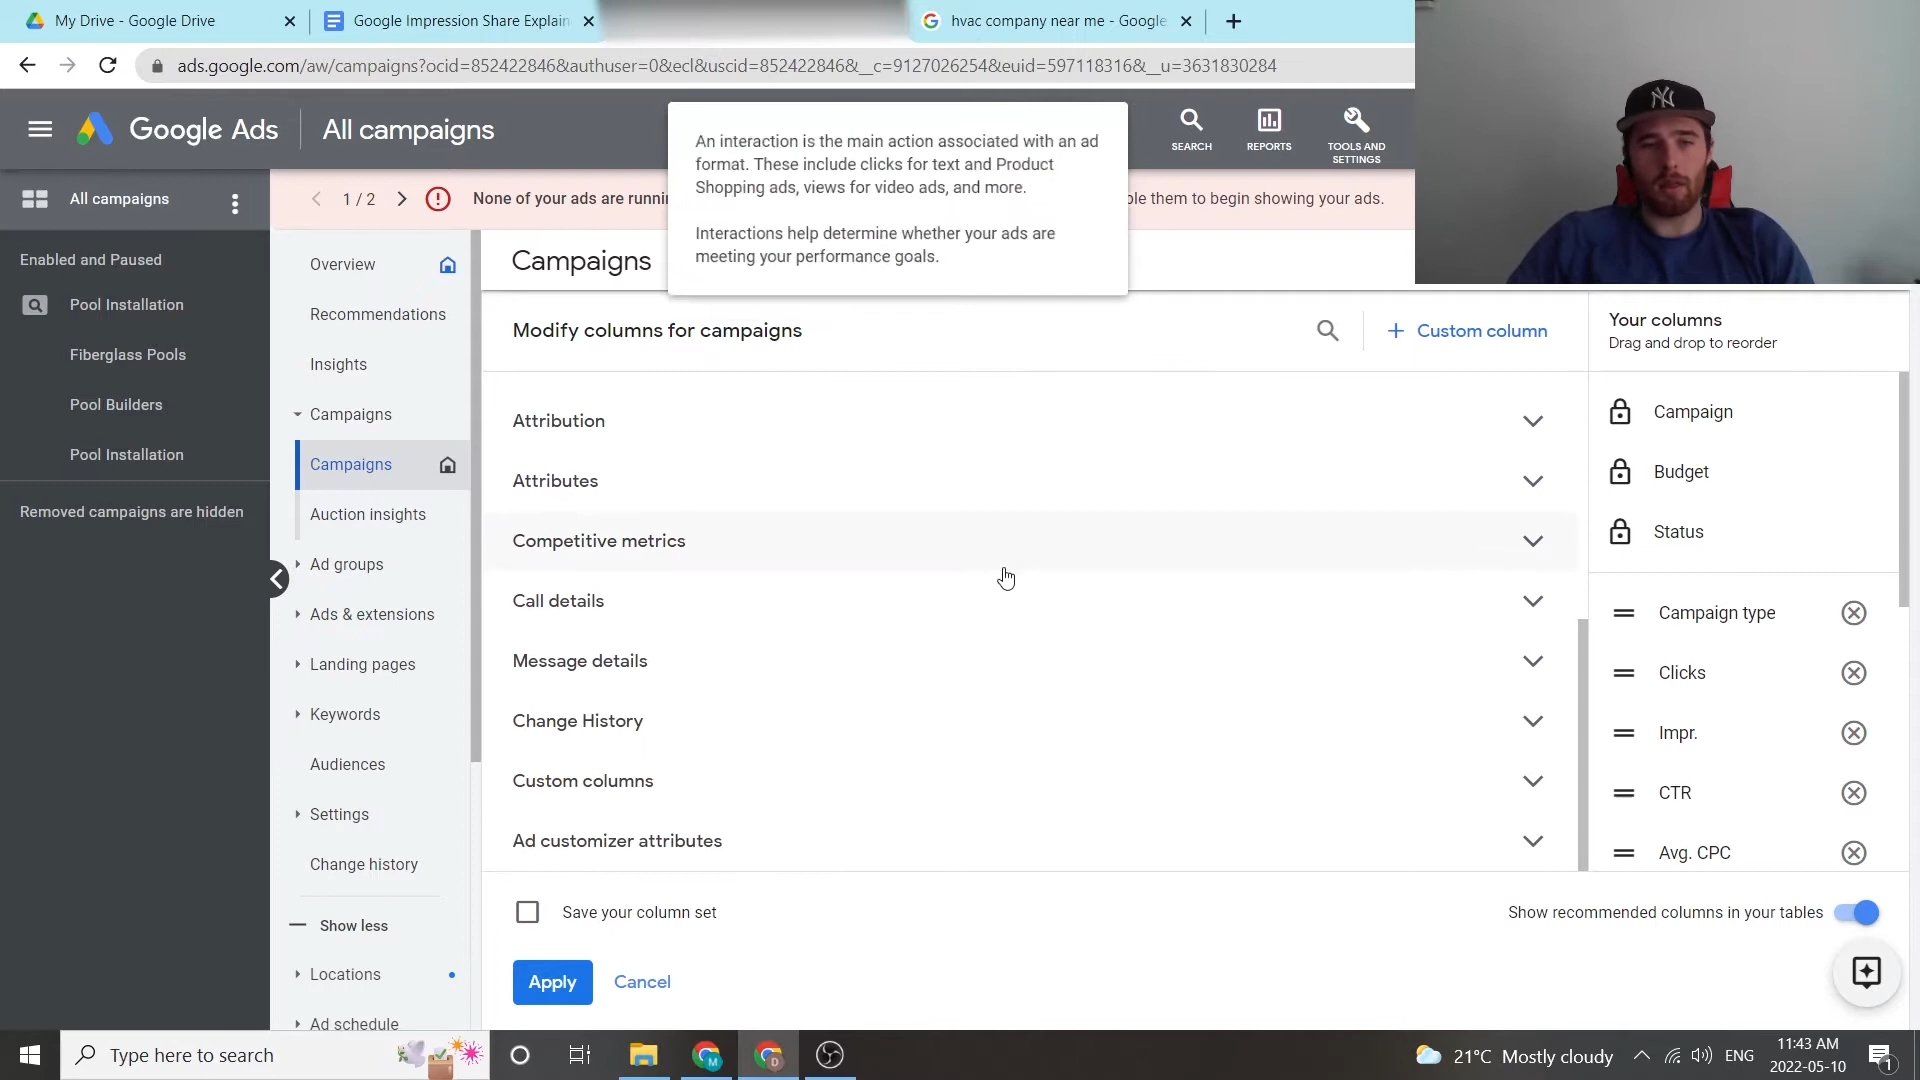 My Drive - Google Drive
Google Impression Share Explain
hvac company near me - Google
ads.google.com/aw/campaigns?ocid=852422846&authuser=0&ecl&uscid=852422846&__c=9127026254&euid=597118316&__u=3631830284
Google Ads
All campaigns
SEARCH
REPORTS
TOOLS AND
SETTINGS
An interaction is the main action associated with an ad
format. These include clicks for text and Product
Shopping ads, views for video ads, and more.
Interactions help determine whether your ads are
meeting your performance goals.
1 / 2
None of your ads are runni
ble them to begin showing your ads.
All campaigns
Enabled and Paused
Pool Installation
Fiberglass Pools
Pool Builders
Pool Installation
Removed campaigns are hidden
Overview
Recommendations
Insights
Campaigns
Campaigns
Auction insights
Ad groups
Ads & extensions
Landing pages
Keywords
Audiences
Settings
Change history
Show less
Locations
Ad schedule
Campaigns
Modify columns for campaigns
Custom column
Attribution
Attributes
Competitive metrics
Call details
Message details
Change History
Custom columns
Ad customizer attributes
Your columns
Drag and drop to reorder
Campaign
Budget
Status
Campaign type
Clicks
Impr.
CTR
Avg. CPC
Save your column set
Show recommended columns in your tables
Apply
Cancel
Type here to search
21°C Mostly cloudy
ENG
11:43 AM
2022-05-10
1